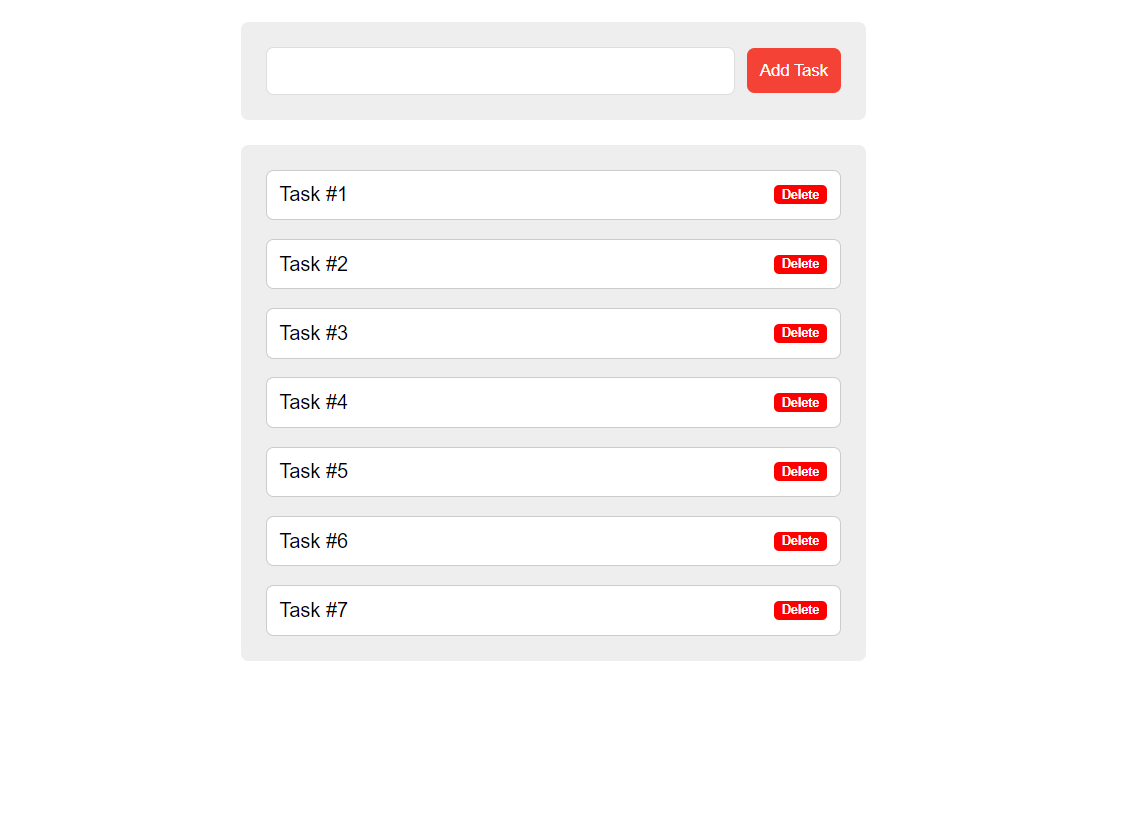 Add Task
Task #1 Delete
Task #2 Delete
Task #3 Delete
Task #4 Delete
Task #5 Delete
Task #6 Delete
Task #7 Delete